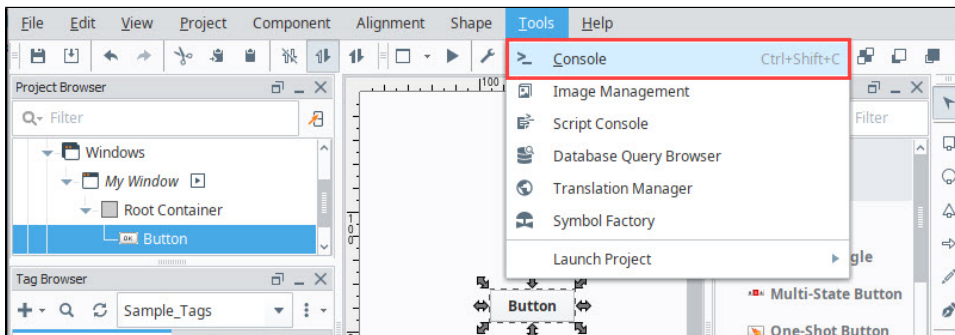 File Edit View Project Component Alignment Shape Tools Help
Console Ctrl+Shift+C
Project Browser
100
Image Management
Filter
Filter
Script Console
Windows
Database Query Browser
My Window
Translation Manager
Root Container
Symbol Factory
OK Button
Launch Project
Tag Browser
Multi-State Button
Sample_Tags
Button
One-Shot Button